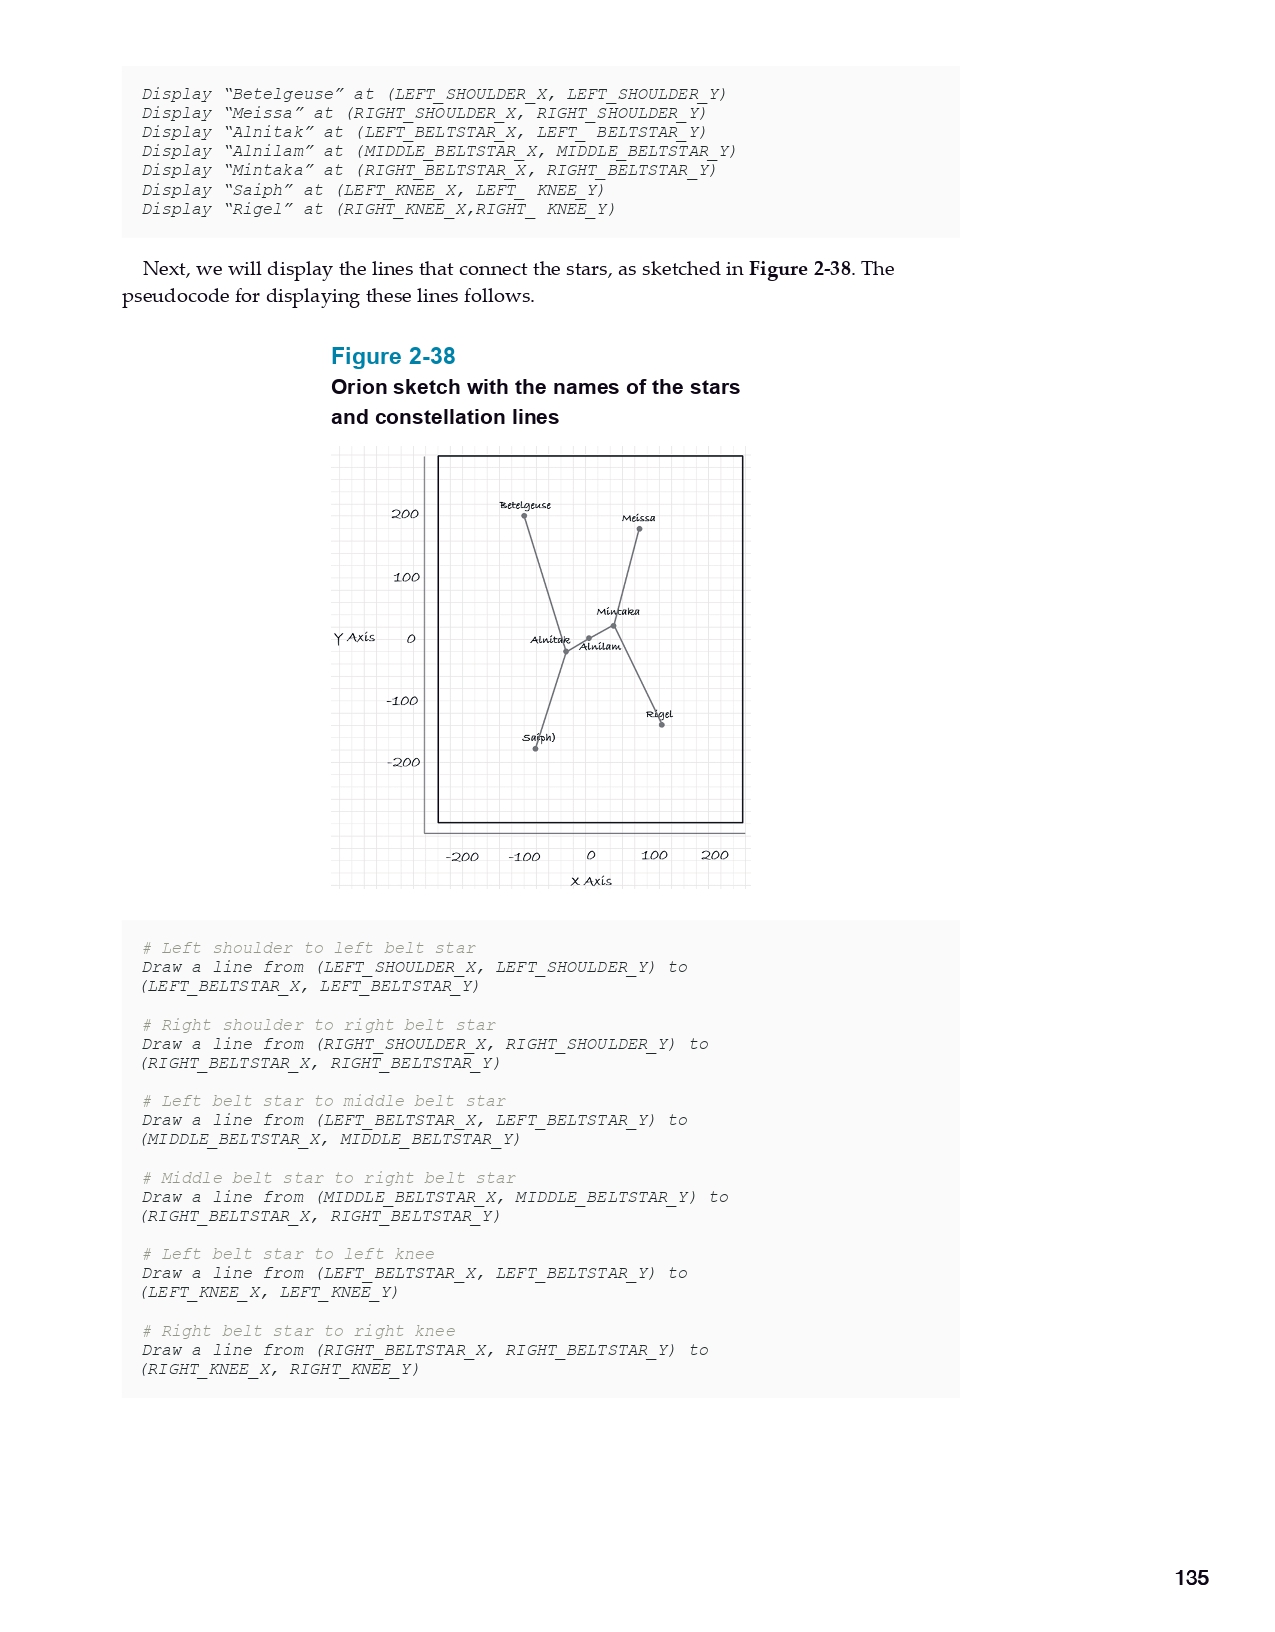 Display “Betelgeuse” at (LEFT_SHOULDER_X, LEFT_SHOULDER_Y)
Display “Meissa” at (RIGHT_SHOULDER_X, RIGHT_SHOULDER_Y)
Display “Alnitak” at (LEFT_BELTSTAR_X, LEFT_ BELTSTAR_Y)
Display “Alnilam” at (MIDDLE_BELTSTAR_X, MIDDLE_BELTSTAR_Y)
Display “Mintaka” at (RIGHT_BELTSTAR_X, RIGHT_BELTSTAR_Y)
Display “Saiph” at (LEFT_KNEE_X, LEFT_ KNEE_Y)
Display “Rigel” at (RIGHT_KNEE_X,RIGHT_ KNEE_Y)
Next, we will display the lines that connect the stars, as sketched in Figure 2-38. The
pseudocode for displaying these lines follows.
Figure 2-38
Orion sketch with the names of the stars
and constellation lines
Betelgeuse
200
Meissa
100
Mintaka
Y Axis
0
Alnitak
Alnilam
-100
Rigel
Saiph)
-200
-200 -100 0 100 200
X Axis
# Left shoulder to left belt star
Draw a line from (LEFT_SHOULDER_X, LEFT_SHOULDER_Y) to
(LEFT_BELTSTAR_X, LEFT_BELTSTAR_Y)
# Right shoulder to right belt star
Draw a line from (RIGHT_SHOULDER_X, RIGHT_SHOULDER_Y) to
(RIGHT_BELTSTAR_X, RIGHT_BELTSTAR_Y)
# Left belt star to middle belt star
Draw a line from (LEFT_BELTSTAR_X, LEFT_BELTSTAR_Y) to
(MIDDLE_BELTSTAR_X, MIDDLE_BELTSTAR_Y)
# Middle belt star to right belt star
Draw a line from (MIDDLE_BELTSTAR_X, MIDDLE_BELTSTAR_Y) to
(RIGHT_BELTSTAR_X, RIGHT_BELTSTAR_Y)
# Left belt star to left knee
Draw a line from (LEFT_BELTSTAR_X, LEFT_BELTSTAR_Y) to
(LEFT_KNEE_X, LEFT_KNEE_Y)
# Right belt star to right knee
Draw a line from (RIGHT_BELTSTAR_X, RIGHT_BELTSTAR_Y) to
(RIGHT_KNEE_X, RIGHT_KNEE_Y)
135